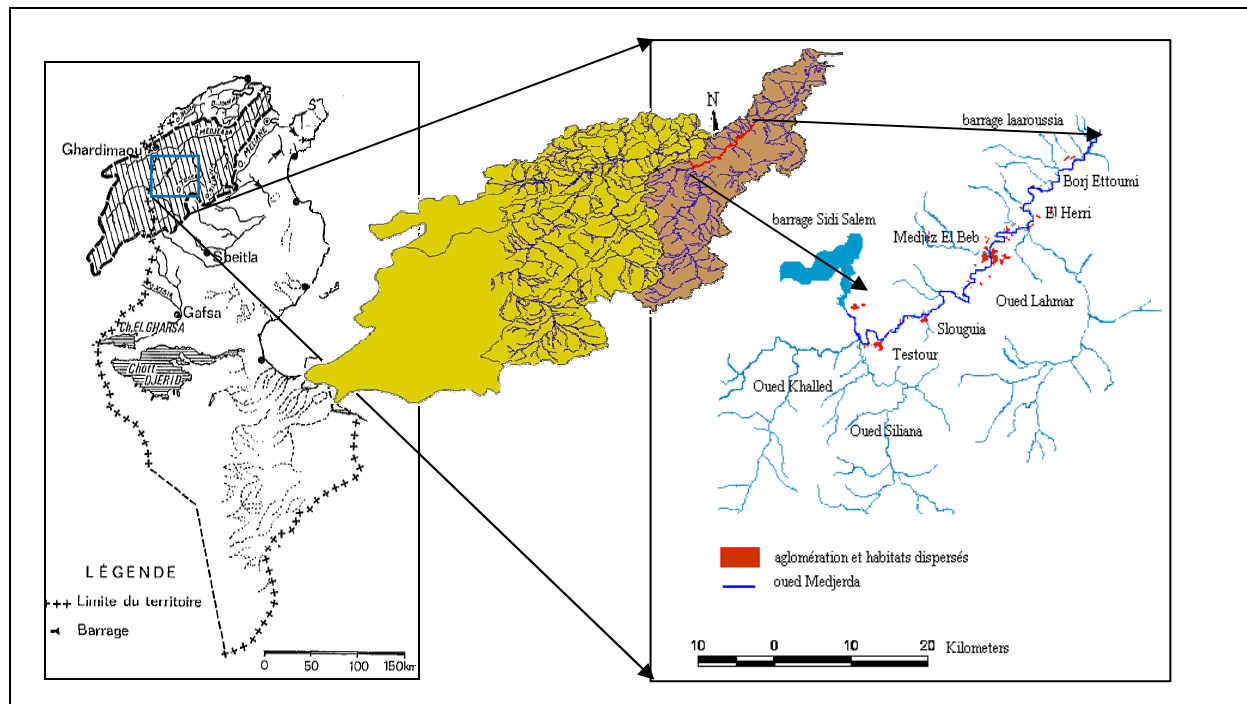 MEDJERDA
O. MELIANE
Ghardimaou
Sbeitla
Gafsa
Ch.EL GHARSA
Chott
DJERID
LÉGENDE
Limite du territoire
Barrage
0 50 100 150km
N
barrage laaroussia
Borj Ettoumi
El Herri
barrage Sidi Salem
Medjez El Beb
Oued Lahmar
Slouguia
Testour
Oued Khalled
Oued Siliana
aglomération et habitats dispersés
oued Medjerda
10 0 10 20 Kilometers